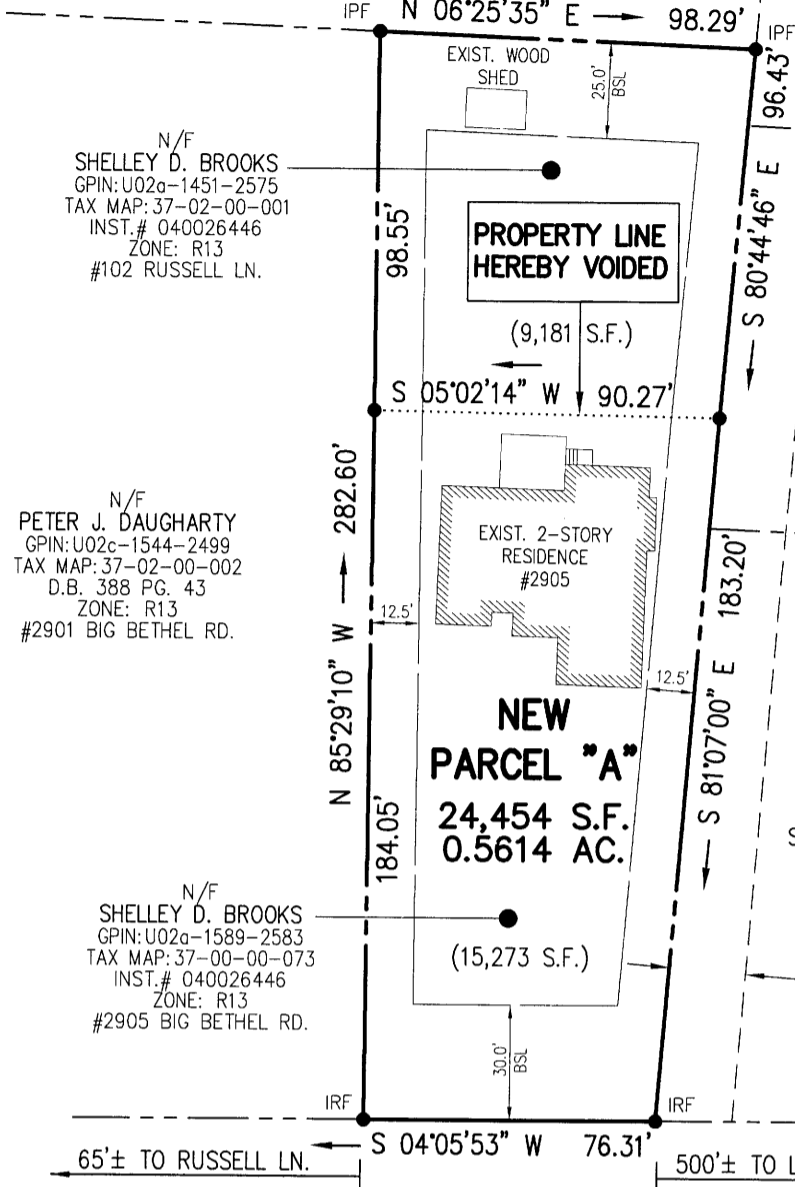 IPF
N 06°25'35" E
98.29'
IPF
EXIST. WOOD
SHED
25.0'
BSL
96.43'
S 80°44'46" E
N/F
SHELLEY D. BROOKS
GPIN: U02a-1451-2575
TAX MAP: 37-02-00-001
INST.# 040026446
ZONE: R13
#102 RUSSELL LN.
98.55'
PROPERTY LINE
HEREBY VOIDED
(9,181 S.F.)
S 05°02'14" W 90.27'
N/F
PETER J. DAUGHARTY
GPIN: U02c-1544-2499
TAX MAP: 37-02-00-002
D.B. 388 PG. 43
ZONE: R13
#2901 BIG BETHEL RD.
N 85°29'10" W
282.60'
EXIST. 2-STORY
RESIDENCE
#2905
12.5'
12.5'
183.20'
S 81°07'00" E
NEW
PARCEL "A"
24,454 S.F.
0.5614 AC.
184.05'
N/F
SHELLEY D. BROOKS
GPIN: U02a-1589-2583
TAX MAP: 37-00-00-073
INST.# 040026446
ZONE: R13
#2905 BIG BETHEL RD.
(15,273 S.F.)
30.0'
BSL
IRF
IRF
S 04°05'53" W 76.31'
65'± TO RUSSELL LN.
500'± TO L
S